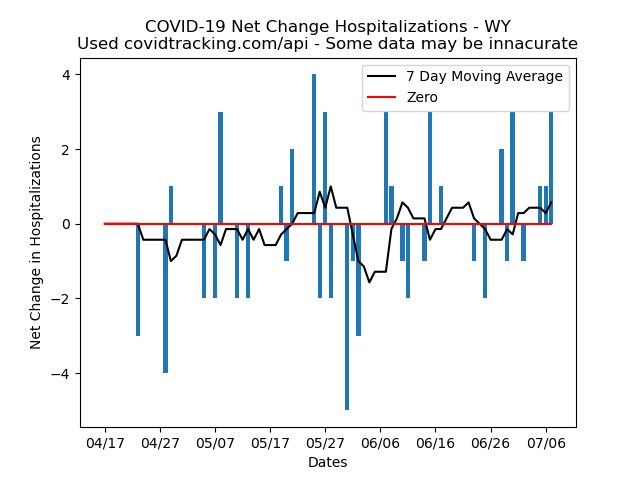 COVID-19 Net Change Hospitalizations - WY
Used covidtracking.com/api - Some data may be innacurate
7 Day Moving Average
Zero
Net Change in Hospitalizations
4
2
0
−2
−4
04/17 04/27 05/07 05/17 05/27 06/06 06/16 06/26 07/06
Dates